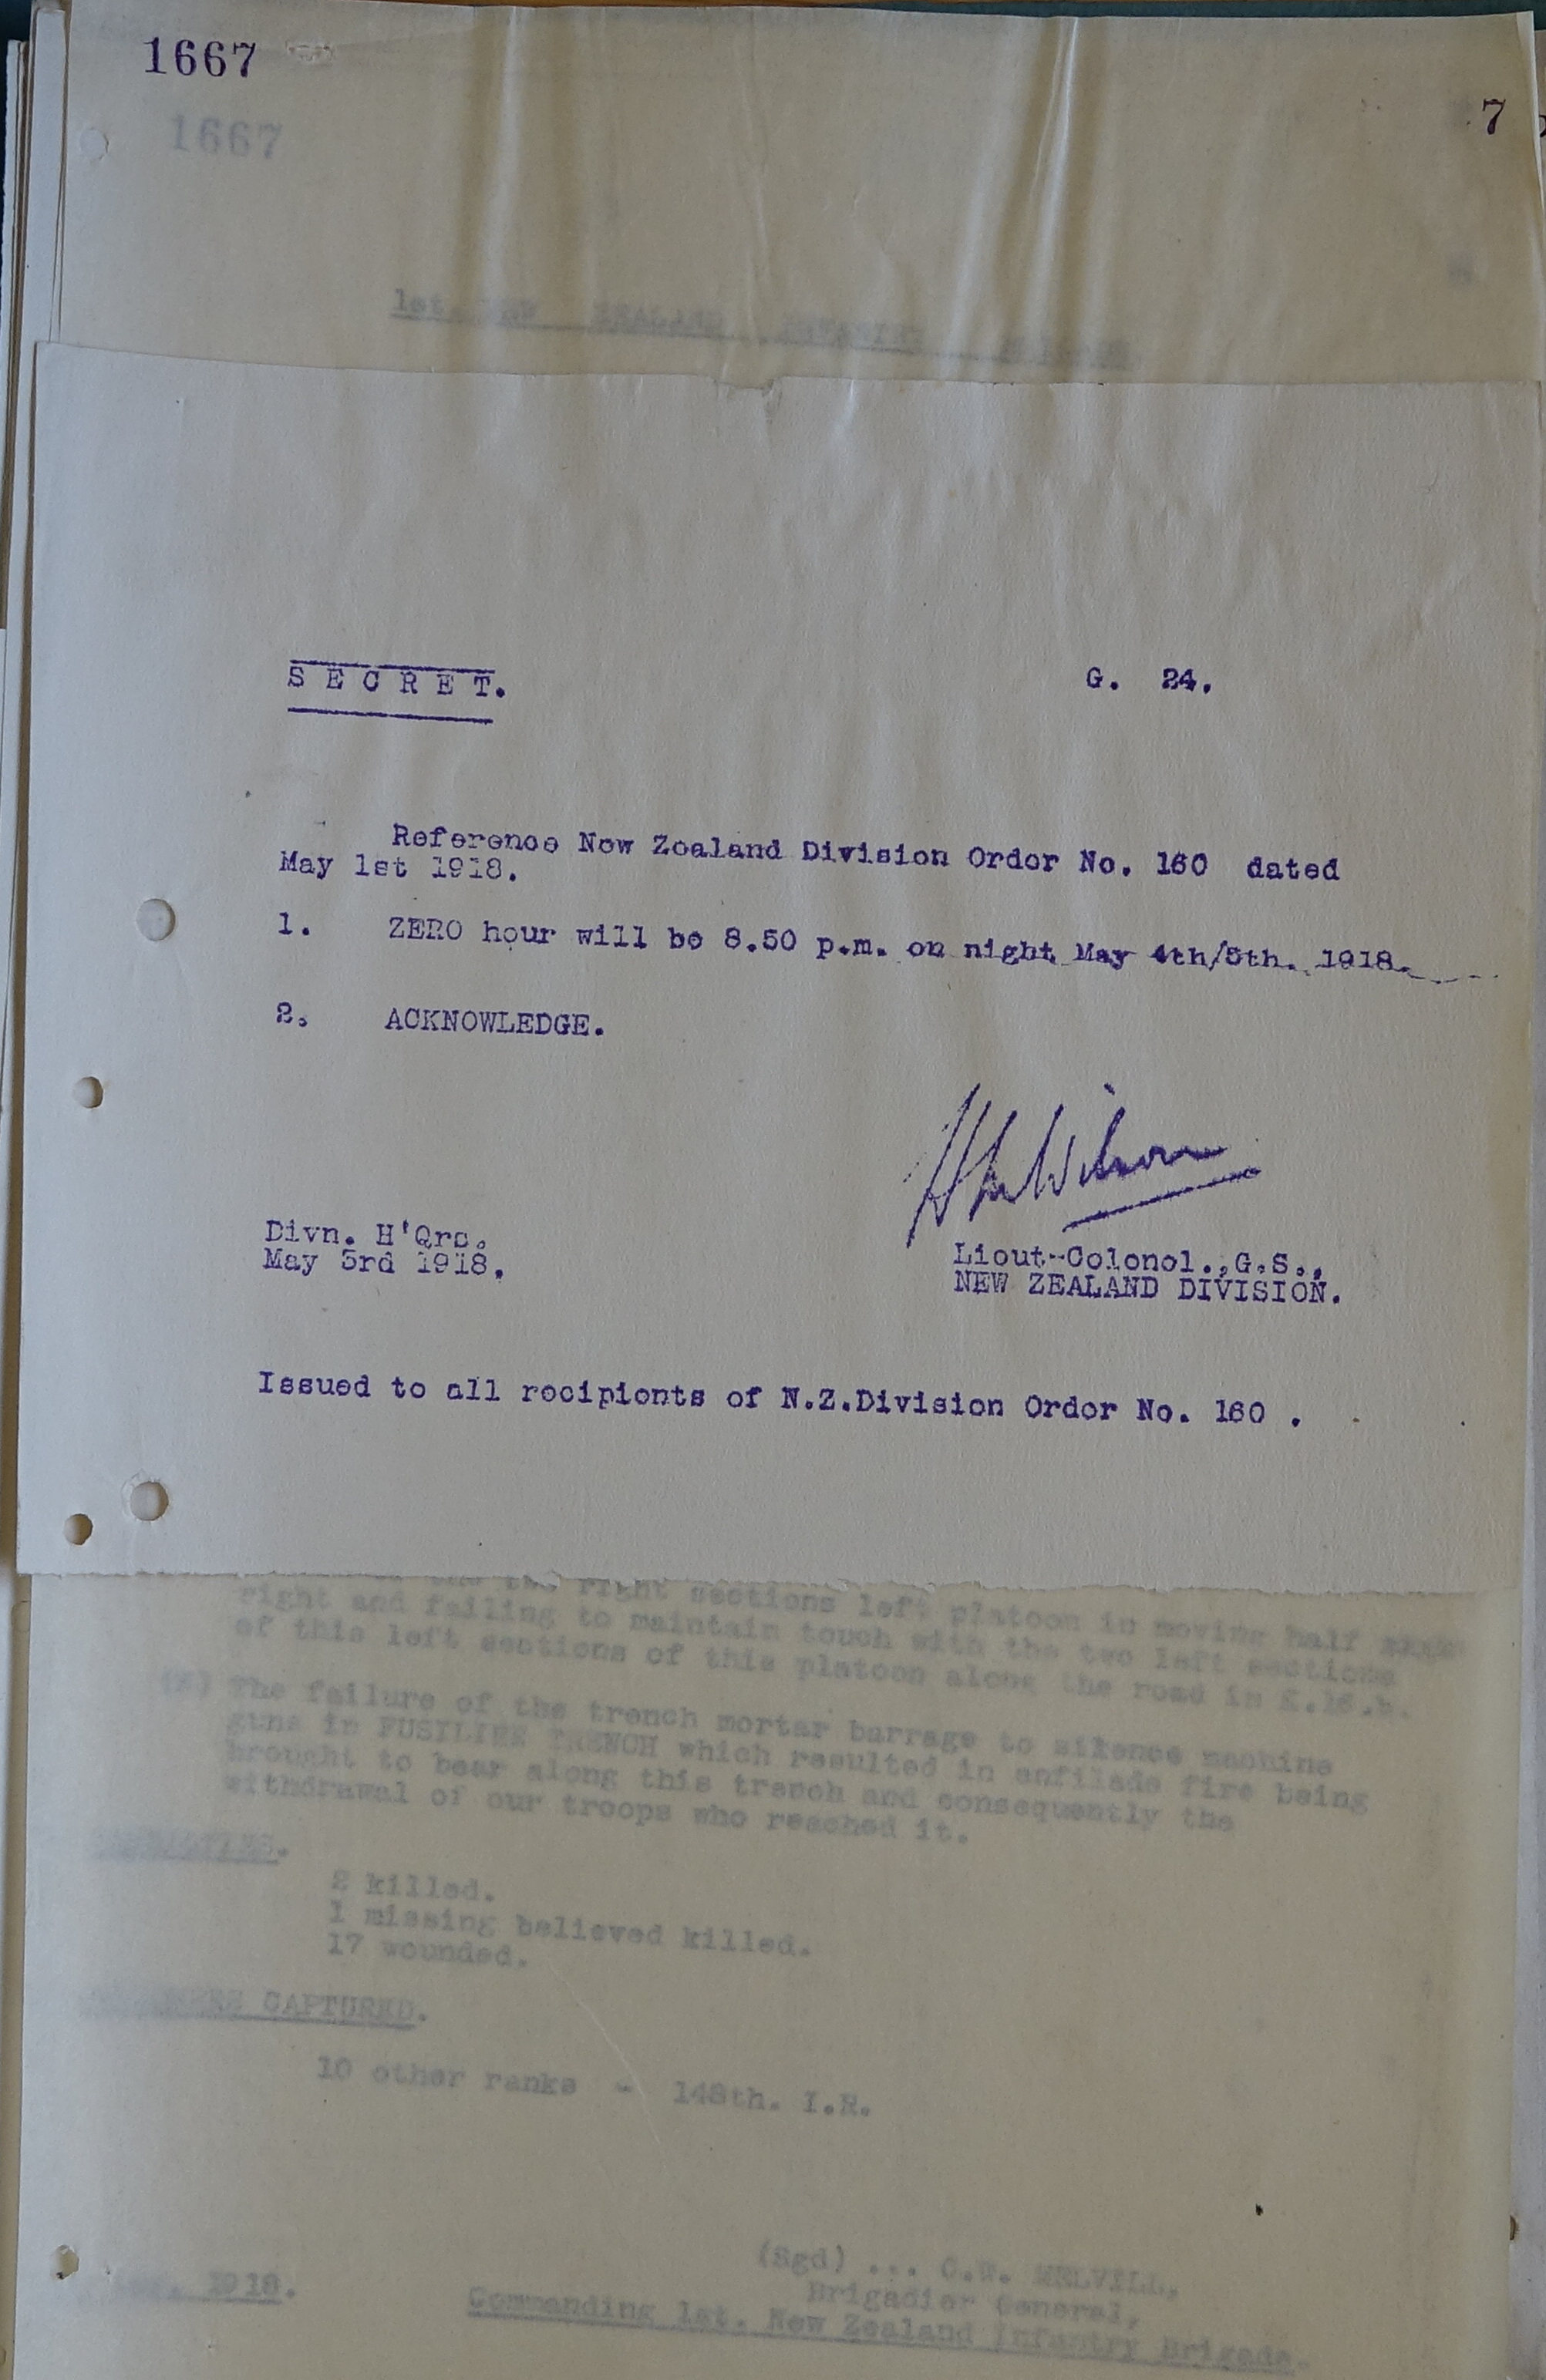 1667
1667
7
1st. NEW ZEALAND INFANTRY
S E C R E T.
G. 24.
Reference New Zealand Division Order No. 160 dated
May 1st 1918.
1. ZERO hour will be 8.50 p.m. on night May 4th/5th. 1918.
2. ACKNOWLEDGE.
Divn. H'Qrs.
May 3rd 1918.
Lieut-Colonel.,G.S.,
NEW ZEALAND DIVISION.
Issued to all recipients of N.Z.Division Order No. 160 .
right sections left platoon in moving half
right and failing to maintain touch with the two left sections
of this left sections of this platoon along the road in K.16.b.
The failure of the trench mortar barrage to silence machine
guns in FUSILIER TRENCH which resulted in enfilade fire being
brought to bear along this trench and consequently the
withdrawal of our troops who reached it.
2 killed.
1 missing believed killed.
17 wounded.
CAPTURED.
10 other ranks - 148th. I.R.
1918.
(Sgd) ... C.W. MELVILL,
Brigadier General,
Commanding 1st. New Zealand Infantry Brigade.